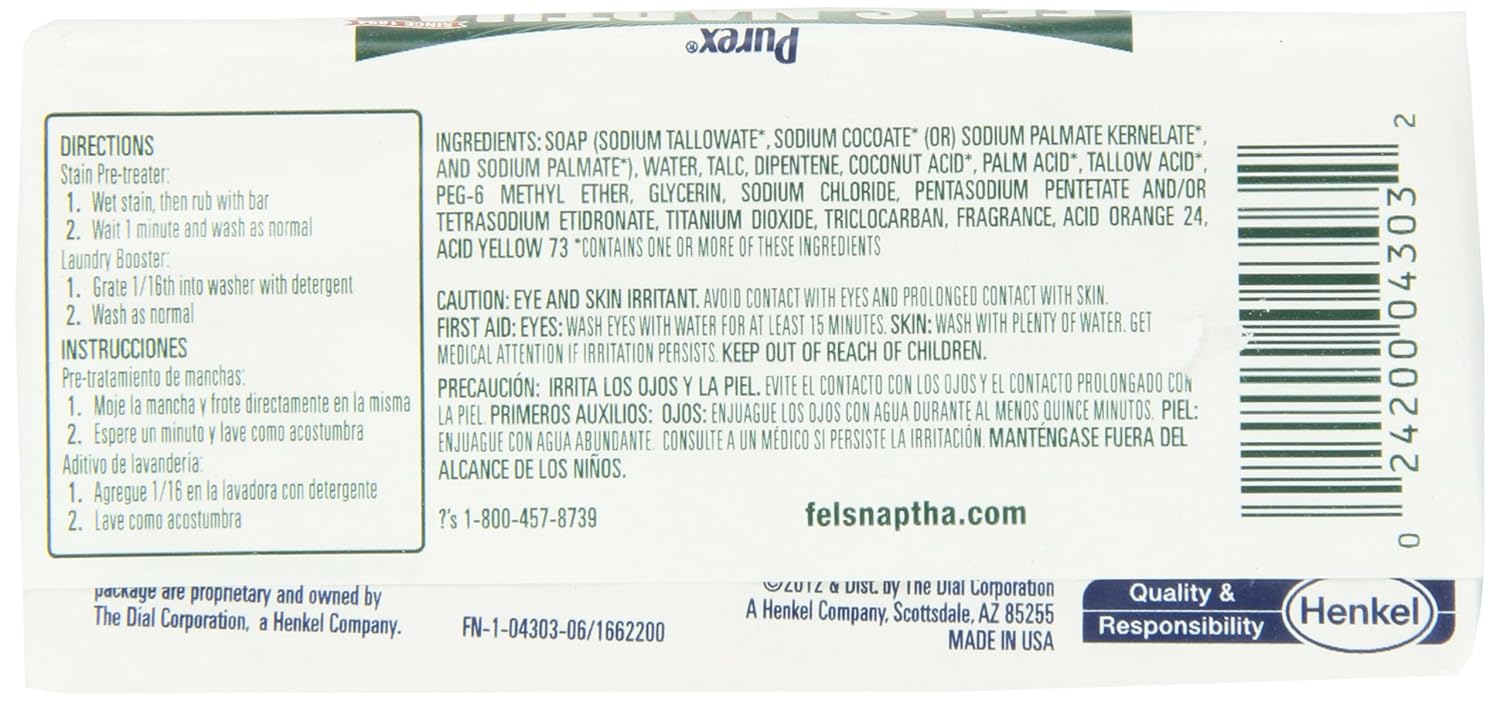 FELS-NAPTHA
SINCE 1894
Purex®
DIRECTIONS
Stain Pre-treater:
1. Wet stain, then rub with bar
2. Wait 1 minute and wash as normal
Laundry Booster:
1. Grate 1/16th into washer with detergent
2. Wash as normal
INSTRUCCIONES
Pre-tratamiento de manchas:
1. Moje la mancha y frote directamente en la misma
2. Espere un minuto y lave como acostumbra
Aditivo de lavandería:
1. Agregue 1/16 en la lavadora con detergente
2. Lave como acostumbra
INGREDIENTS: SOAP (SODIUM TALLOWATE*, SODIUM COCOATE* (OR) SODIUM PALMATE KERNELATE*,
AND SODIUM PALMATE*), WATER, TALC, DIPENTENE, COCONUT ACID*, PALM ACID*, TALLOW ACID*,
PEG-6 METHYL ETHER, GLYCERIN, SODIUM CHLORIDE, PENTASODIUM PENTETATE AND/OR
TETRASODIUM ETIDRONATE, TITANIUM DIOXIDE, TRICLOCARBAN, FRAGRANCE, ACID ORANGE 24,
ACID YELLOW 73 *CONTAINS ONE OR MORE OF THESE INGREDIENTS
CAUTION: EYE AND SKIN IRRITANT. AVOID CONTACT WITH EYES AND PROLONGED CONTACT WITH SKIN.
FIRST AID: EYES: WASH EYES WITH WATER FOR AT LEAST 15 MINUTES. SKIN: WASH WITH PLENTY OF WATER. GET
MEDICAL ATTENTION IF IRRITATION PERSISTS. KEEP OUT OF REACH OF CHILDREN.
PRECAUCIÓN: IRRITA LOS OJOS Y LA PIEL. EVITE EL CONTACTO CON LOS OJOS Y EL CONTACTO PROLONGADO CON
LA PIEL. PRIMEROS AUXILIOS: OJOS: ENJUAGUE LOS OJOS CON AGUA DURANTE AL MENOS QUINCE MINUTOS. PIEL:
ENJUAGUE CON AGUA ABUNDANTE. CONSULTE A UN MÉDICO SI PERSISTE LA IRRITACIÓN. MANTÉNGASE FUERA DEL
ALCANCE DE LOS NIÑOS.
?'s 1-800-457-8739
felsnaptha.com
0 24200 04303 2
package are proprietary and owned by
The Dial Corporation, a Henkel Company.
FN-1-04303-06/1662200
©2012 & Dist. by The Dial Corporation
A Henkel Company, Scottsdale, AZ 85255
MADE IN USA
Quality &
Responsibility
Henkel